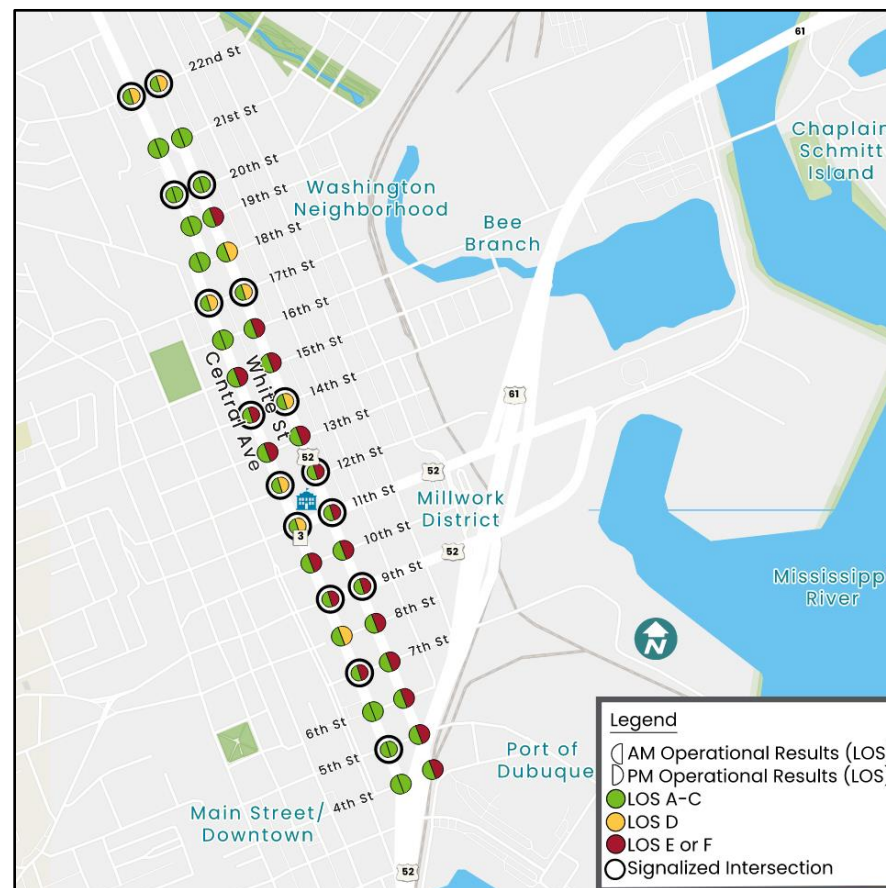 61
22nd St
21st St
20th St
19th St
18th St
17th St
16th St
15th St
14th St
13th St
12th St
11th St
10th St
9th St
8th St
7th St
6th St
5th St
4th St
Chaplain
Schmitt
Island
Washington
Neighborhood
Bee
Branch
Central Ave
White St
61
52
52
Millwork
District
3
52
Mississipp
River
N
Port of
Dubuque
Main Street/
Downtown
52
Legend
AM Operational Results (LOS)
PM Operational Results (LOS)
LOS A-C
LOS D
LOS E or F
Signalized Intersection